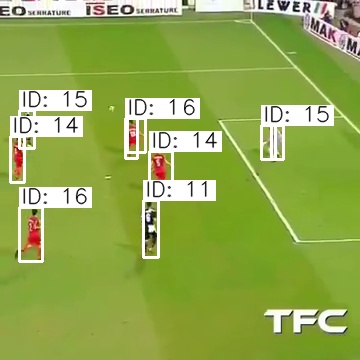 ISEO SERRATURE
ISEO SERRATURE
LEWER
MAK
MAK
ID: 15
ID: 16
ID: 15
ID: 14
ID: 14
ID: 16
ID: 11
TFC